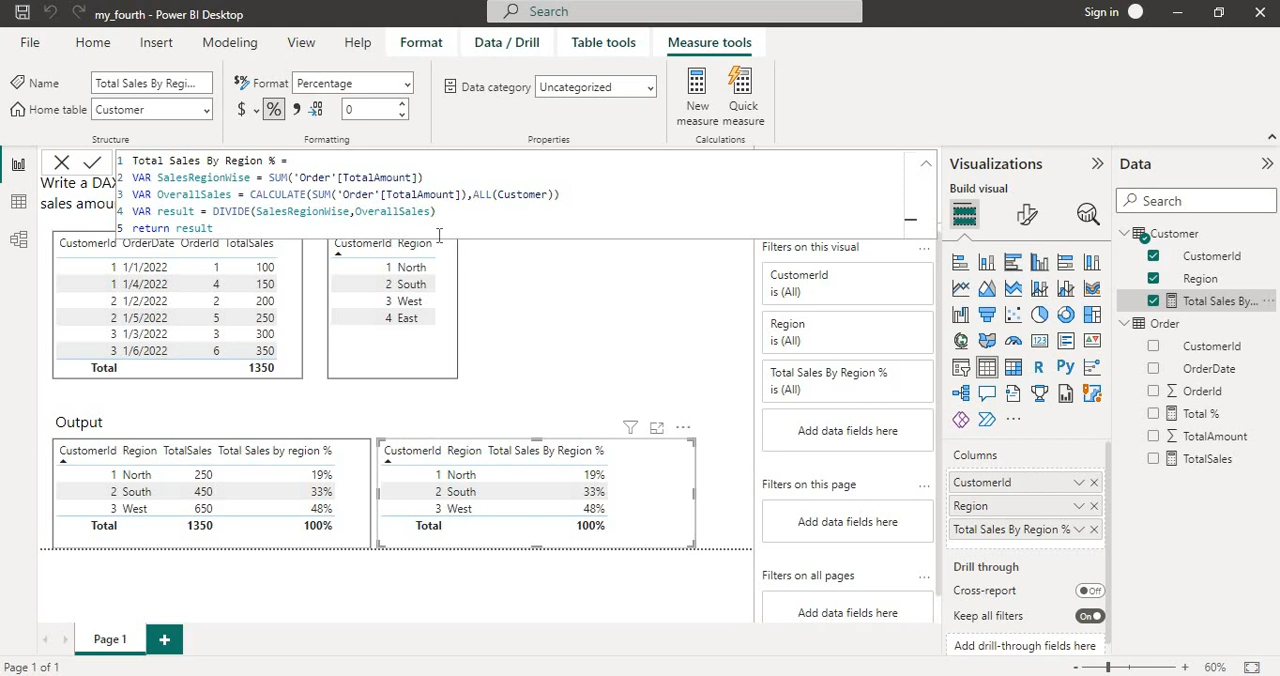 my_fourth - Power BI Desktop
Search
Sign in
File
Home
Insert
Modeling
View
Help
Format
Data / Drill
Table tools
Measure tools
Name
Total Sales By Regi...
Home table
Customer
Structure
Format
Percentage
$
%
0
Formatting
Data category
Uncategorized
Properties
New measure
Quick measure
Calculations
Write a DAX
sales amou
1 Total Sales By Region % =
2 VAR SalesRegionWise = SUM('Order'[TotalAmount])
3 VAR OverallSales = CALCULATE(SUM('Order'[TotalAmount]),ALL(Customer))
4 VAR result = DIVIDE(SalesRegionWise,OverallSales)
5 return result
CustomerId OrderDate OrderId TotalSales
1 1/1/2022 1 100
1 1/4/2022 4 150
2 1/2/2022 2 200
2 1/5/2022 5 250
3 1/3/2022 3 300
3 1/6/2022 6 350
Total 1350
CustomerId Region
1 North
2 South
3 West
4 East
Output
CustomerId Region TotalSales Total Sales by region %
1 North 250 19%
2 South 450 33%
3 West 650 48%
Total 1350 100%
CustomerId Region Total Sales By Region %
1 North 19%
2 South 33%
3 West 48%
Total 100%
Filters on this visual ...
CustomerId
is (All)
Region
is (All)
Total Sales By Region %
is (All)
Add data fields here
Filters on this page ...
Add data fields here
Filters on all pages ...
Add data fields here
Visualizations
Build visual
R
Py
123
...
Columns
CustomerId
Region
Total Sales By Region %
Drill through
Cross-report
Off
Keep all filters
On
Add drill-through fields here
Data
Search
Customer
CustomerId
Region
Total Sales By... ...
Order
CustomerId
OrderDate
OrderId
Total %
TotalAmount
TotalSales
Page 1
Page 1 of 1
- + 60%